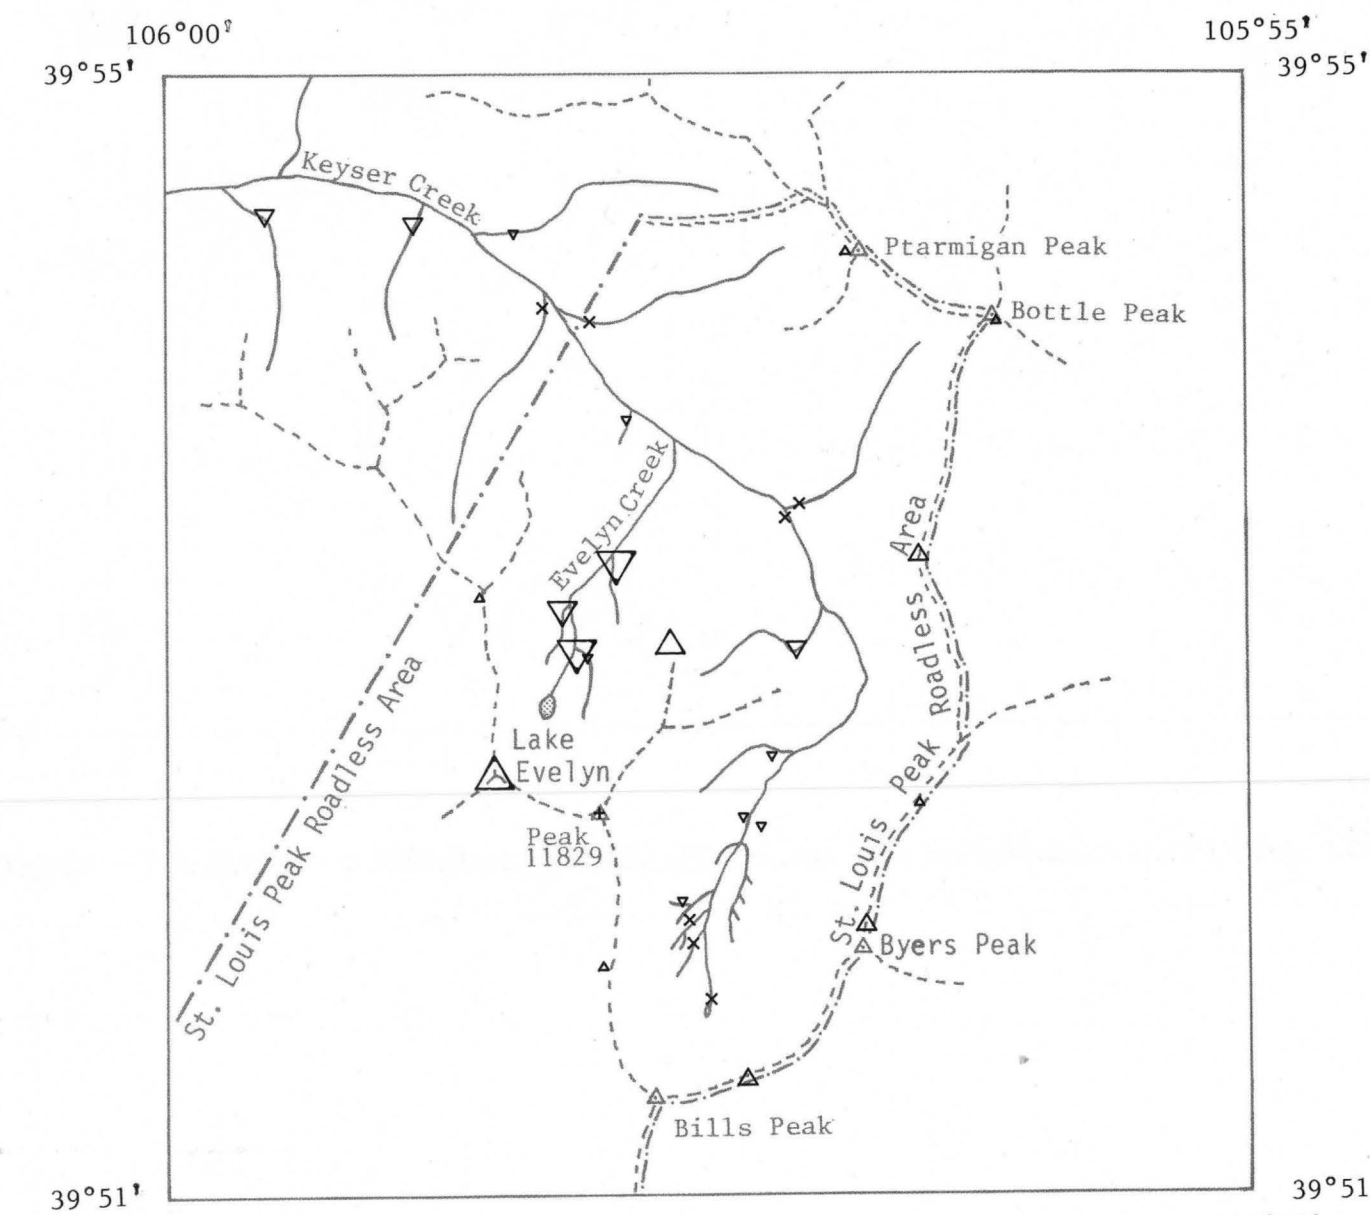 106°00'
105°55'
39°55'
39°55'
Keyser Creek
Ptarmigan Peak
Bottle Peak
Evelyn Creek
St. Louis Peak Roadless Area
Lake
Evelyn
Peak
11829
St. Louis Peak Roadless Area
Byers Peak
Bills Peak
39°51'
39°51